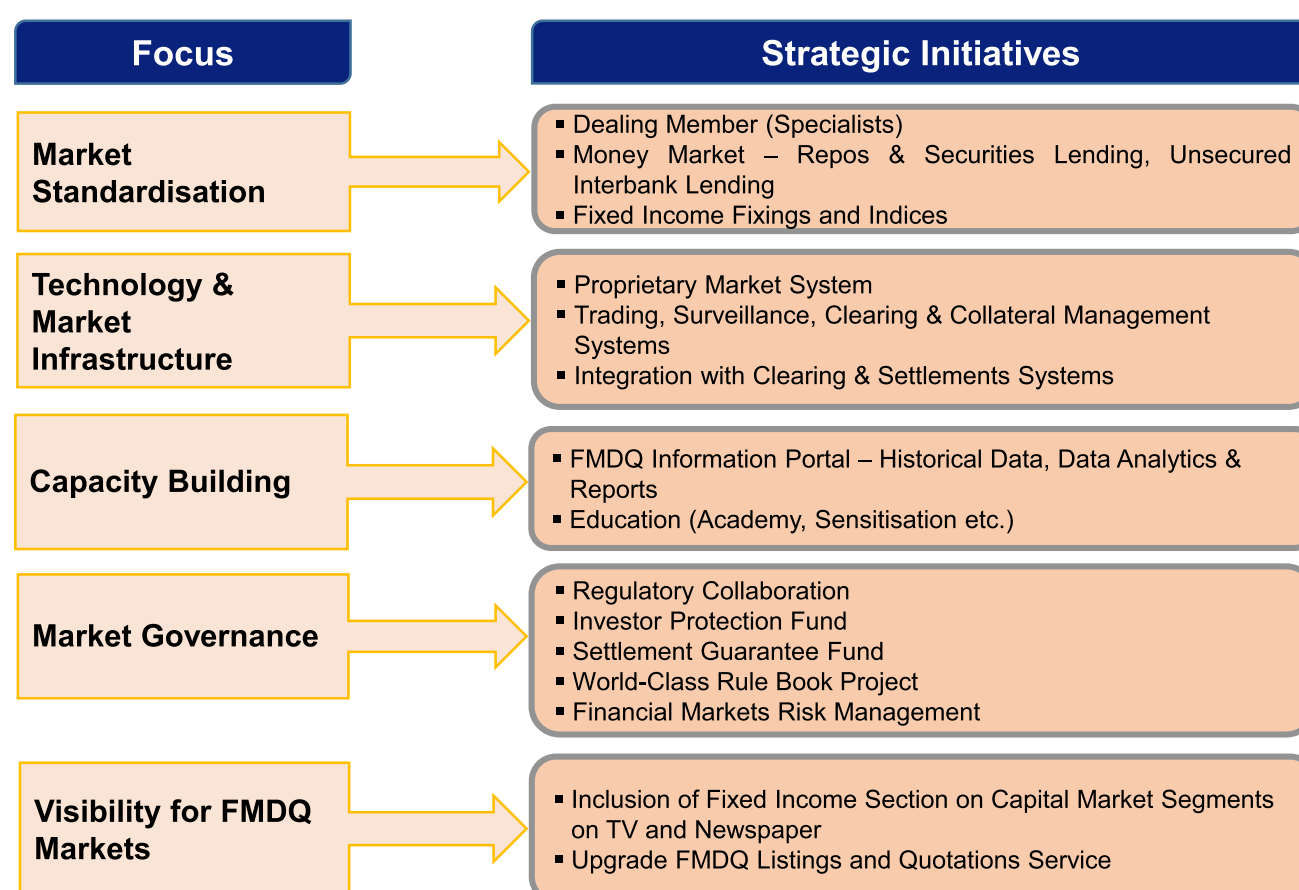 Focus
Strategic Initiatives
Market
Standardisation
▪ Dealing Member (Specialists)
▪ Money Market – Repos & Securities Lending, Unsecured
Interbank Lending
▪ Fixed Income Fixings and Indices
Technology &
Market
Infrastructure
▪ Proprietary Market System
▪ Trading, Surveillance, Clearing & Collateral Management
Systems
▪ Integration with Clearing & Settlements Systems
Capacity Building
▪ FMDQ Information Portal – Historical Data, Data Analytics &
Reports
▪ Education (Academy, Sensitisation etc.)
Market Governance
▪ Regulatory Collaboration
▪ Investor Protection Fund
▪ Settlement Guarantee Fund
▪ World-Class Rule Book Project
▪ Financial Markets Risk Management
Visibility for FMDQ
Markets
▪ Inclusion of Fixed Income Section on Capital Market Segments
on TV and Newspaper
▪ Upgrade FMDQ Listings and Quotations Service